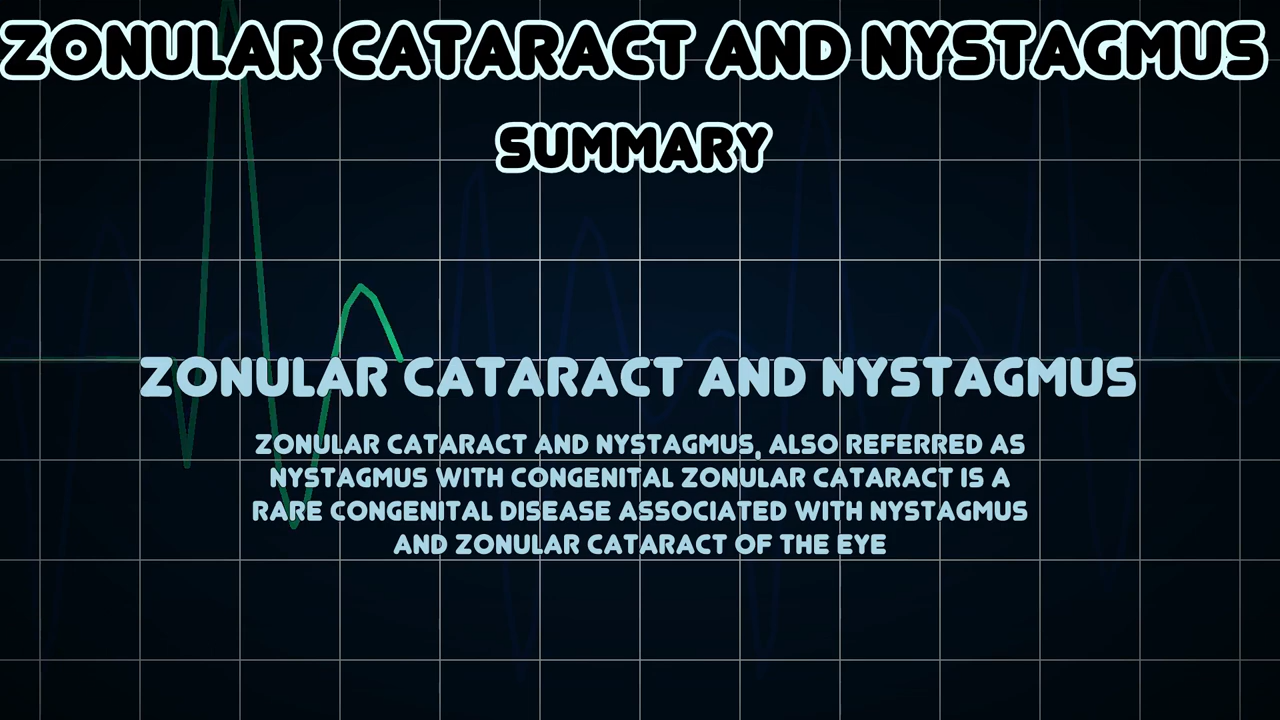 ZONULAR CATARACT AND NYSTAGMUS
SUMMARY
ZONULAR CATARACT AND NYSTAGMUS
ZONULAR CATARACT AND NYSTAGMUS, ALSO REFERRED AS
NYSTAGMUS WITH CONGENITAL ZONULAR CATARACT IS A
RARE CONGENITAL DISEASE ASSOCIATED WITH NYSTAGMUS
AND ZONULAR CATARACT OF THE EYE